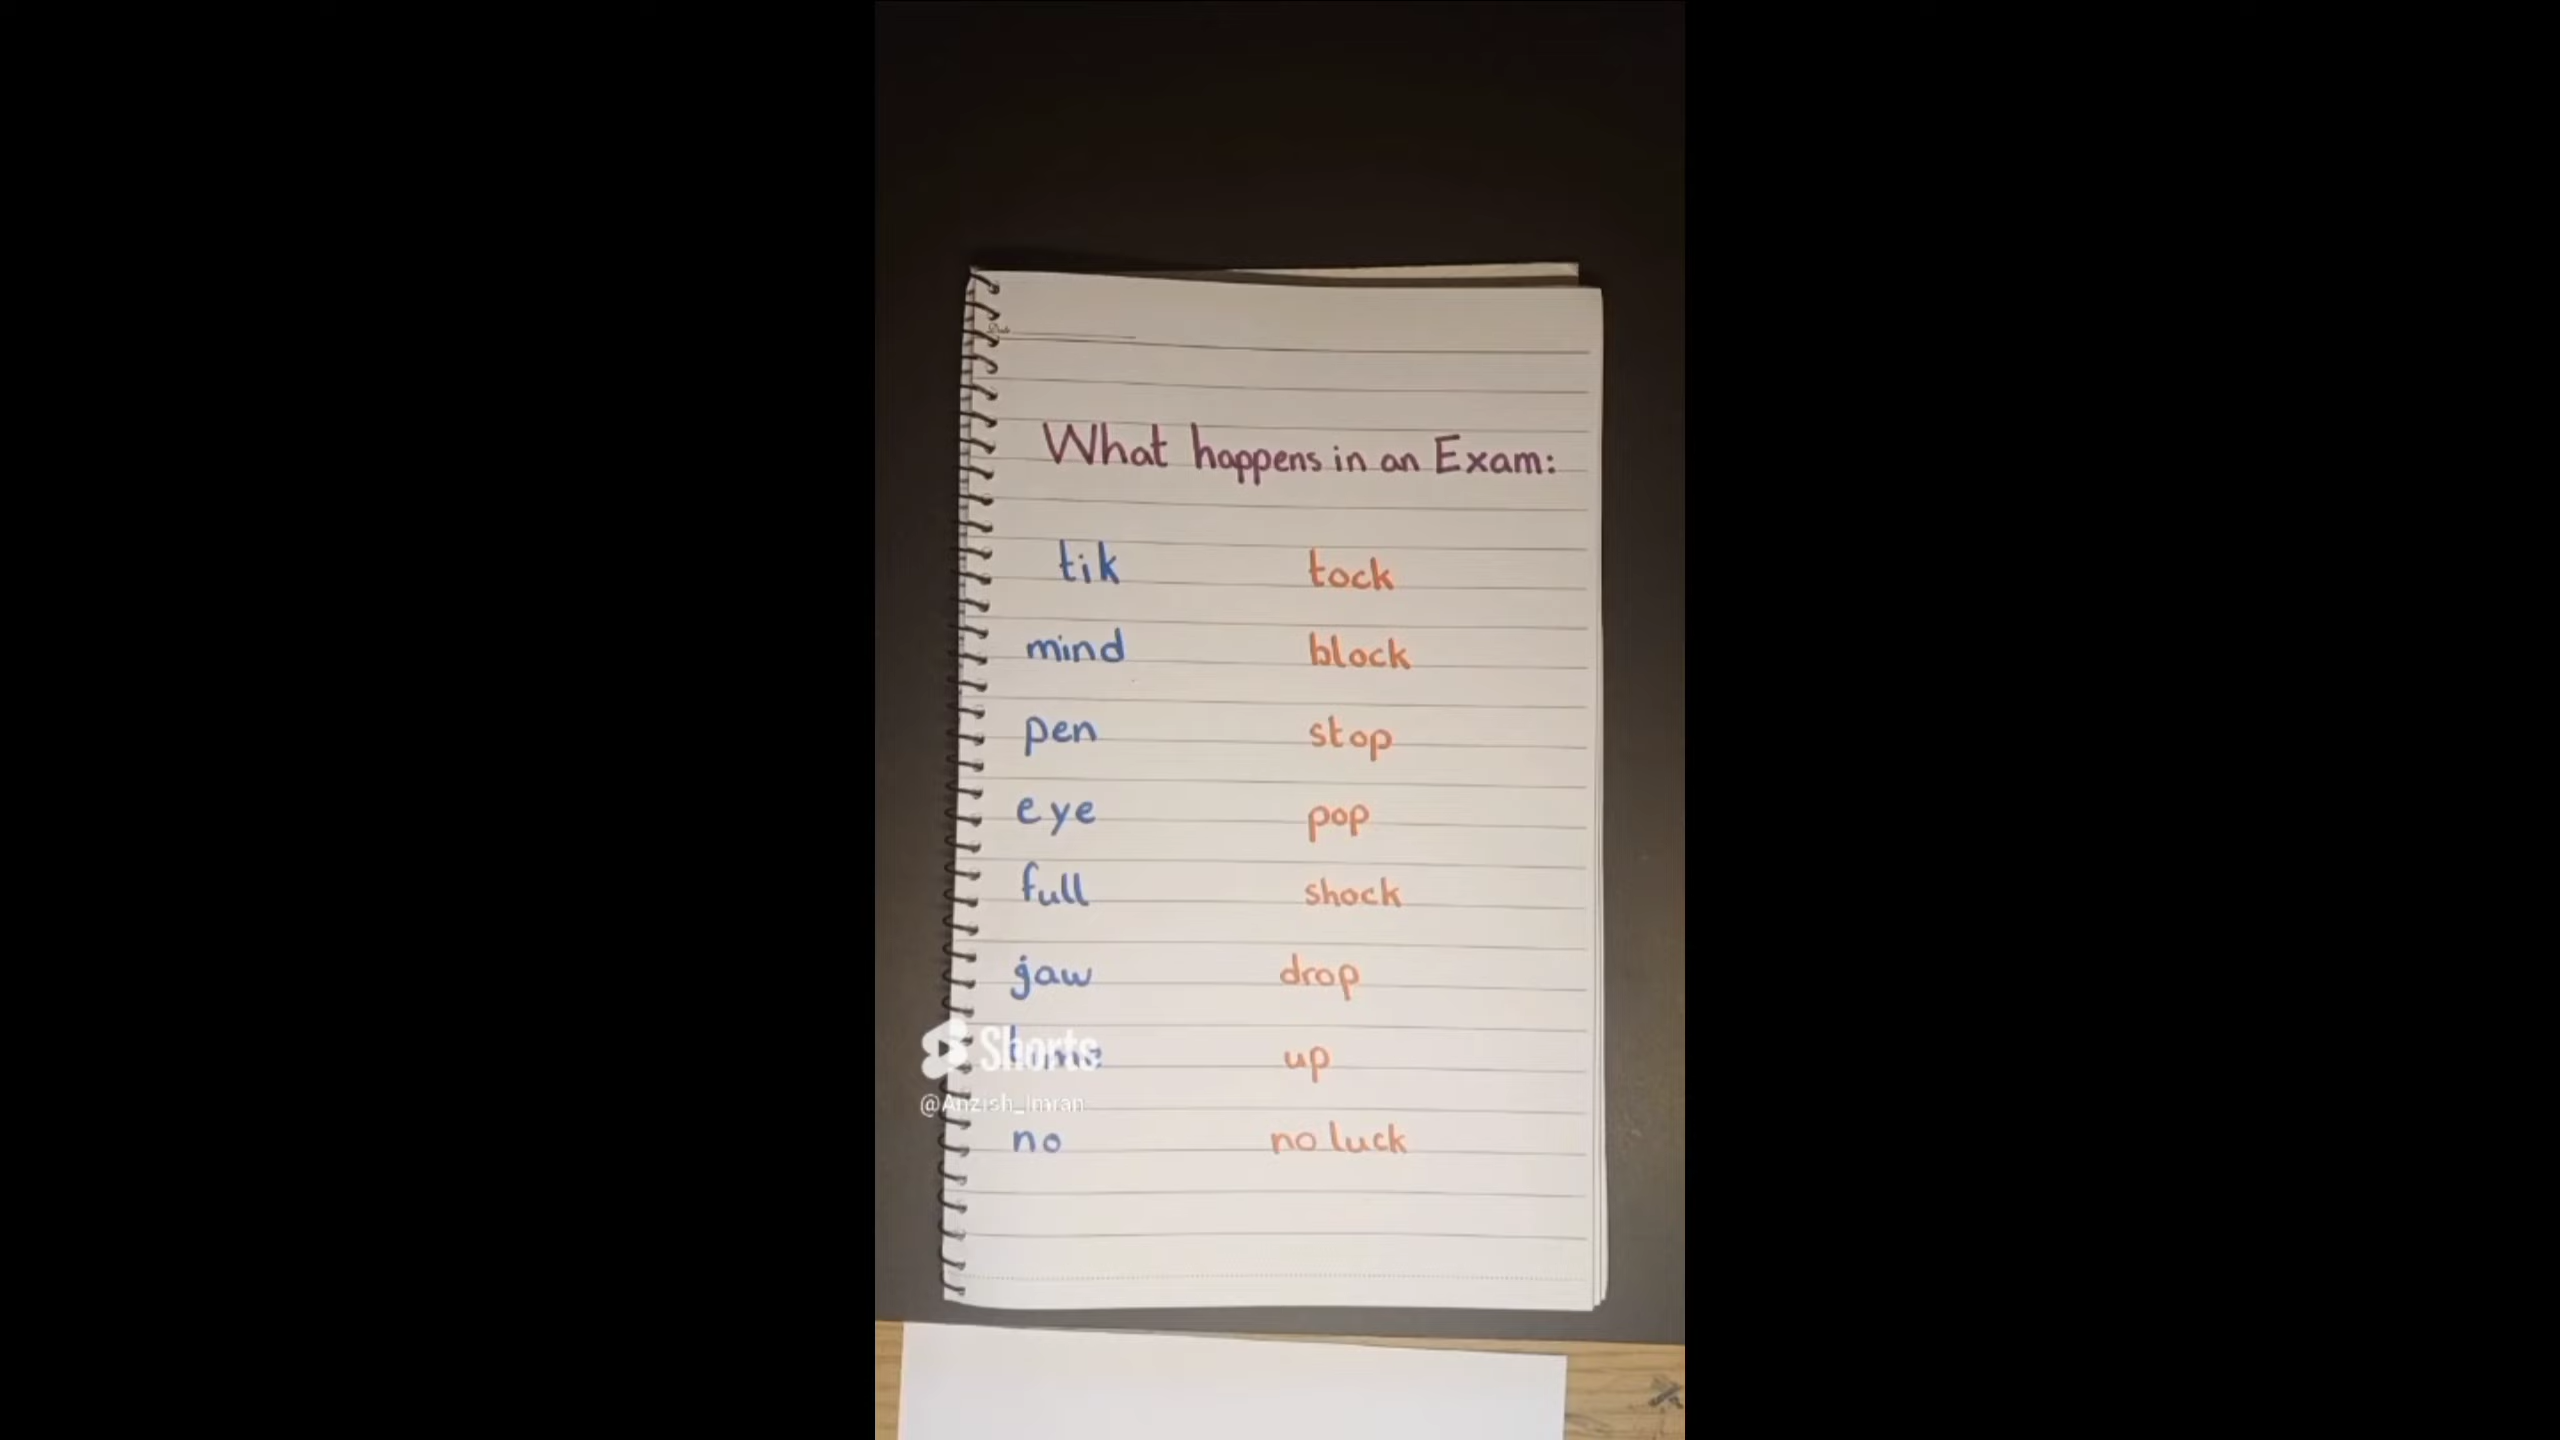 What happens in an Exam:
tik tock
mind block
pen stop
eye pop
full shock
jaw drop
time up
Shorts
@Anzish_Imran
no no luck